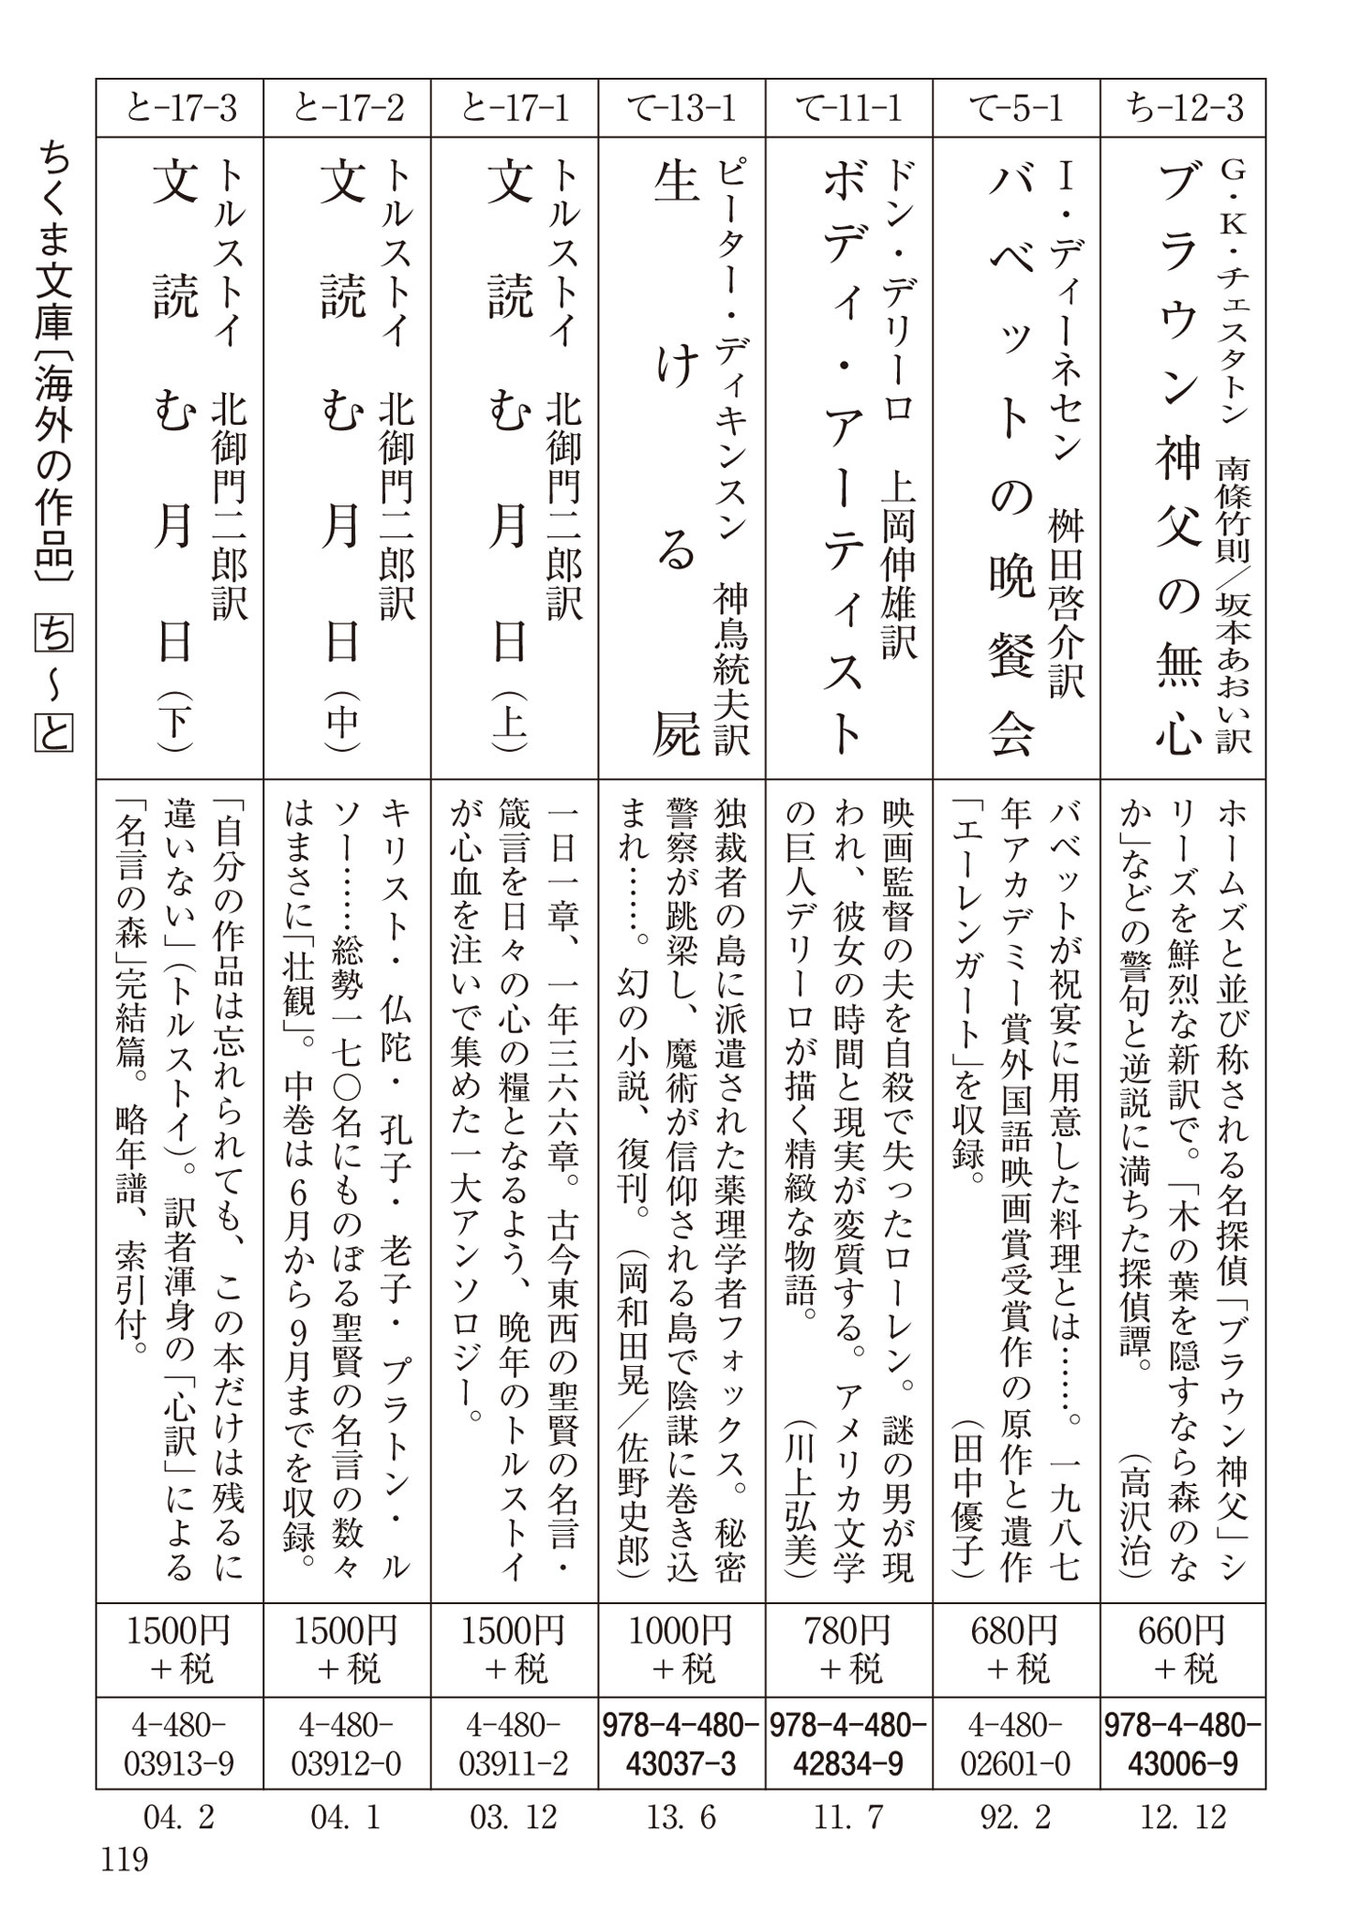 ち-12-3
G・K・チェスタトン　南條竹則／坂本あおい訳
ブラウン神父の無心
ホームズと並び称される名探偵「ブラウン神父」シ
リーズを鮮烈な新訳で。「木の葉を隠すなら森のな
か」などの警句と逆説に満ちた探偵譚。　（高沢治）
660円
＋税
978-4-480-
43006-9
12. 12
て-5-1
I・ディーネセン　桝田啓介訳
バベットの晩餐会
バベットが祝宴に用意した料理とは……。一九八七
年アカデミー賞外国語映画賞受賞作の原作と遺作
「エーレンガート」を収録。　（田中優子）
680円
＋税
4-480-
02601-0
92. 2
て-11-1
ドン・デリーロ　上岡伸雄訳
ボディ・アーティスト
映画監督の夫を自殺で失ったローレン。謎の男が現
われ、彼女の時間と現実が変質する。アメリカ文学
の巨人デリーロが描く精緻な物語。　（川上弘美）
780円
＋税
978-4-480-
42834-9
11. 7
て-13-1
ピーター・ディキンスン　神鳥統夫訳
生ける屍
独裁者の島に派遣された薬理学者フォックス。秘密
警察が跳梁し、魔術が信仰される島で陰謀に巻き込
まれ……。幻の小説、復刊。　（岡和田晃／佐野史郎）
1000円
＋税
978-4-480-
43037-3
13. 6
と-17-1
トルストイ　北御門二郎訳
文読む月日（上）
一日一章、一年三六六章。古今東西の聖賢の名言・
箴言を日々の心の糧となるよう、晩年のトルストイ
が心血を注いで集めた一大アンソロジー。
1500円
＋税
4-480-
03911-2
03. 12
と-17-2
トルストイ　北御門二郎訳
文読む月日（中）
キリスト・仏陀・孔子・老子・プラトン・ル
ソー……総勢一七〇名にものぼる聖賢の名言の数々
はまさに「壮観」。中巻は6月から9月までを収録。
1500円
＋税
4-480-
03912-0
04. 1
と-17-3
トルストイ　北御門二郎訳
文読む月日（下）
「自分の作品は忘れられても、この本だけは残るに
違いない」（トルストイ）。訳者渾身の「心訳」による
「名言の森」完結篇。略年譜、索引付。
1500円
＋税
4-480-
03913-9
04. 2
ちくま文庫〔海外の作品〕　ち〜と
119